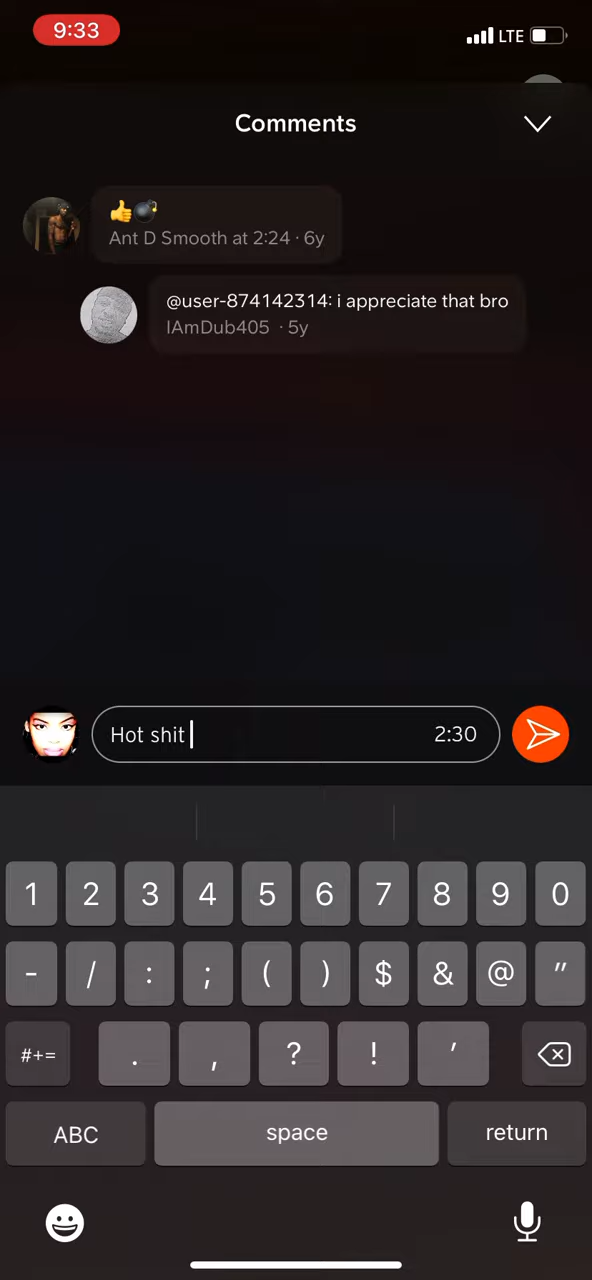 9:33
LTE
Comments
👍💣
Ant D Smooth at 2:24 · 6y
@user-874142314: i appreciate that bro
IAmDub405 · 5y
Hot shit
2:30
1 2 3 4 5 6 7 8 9 0
- / : ; ( ) $ & @ "
#+= . , ? ! '
ABC space return